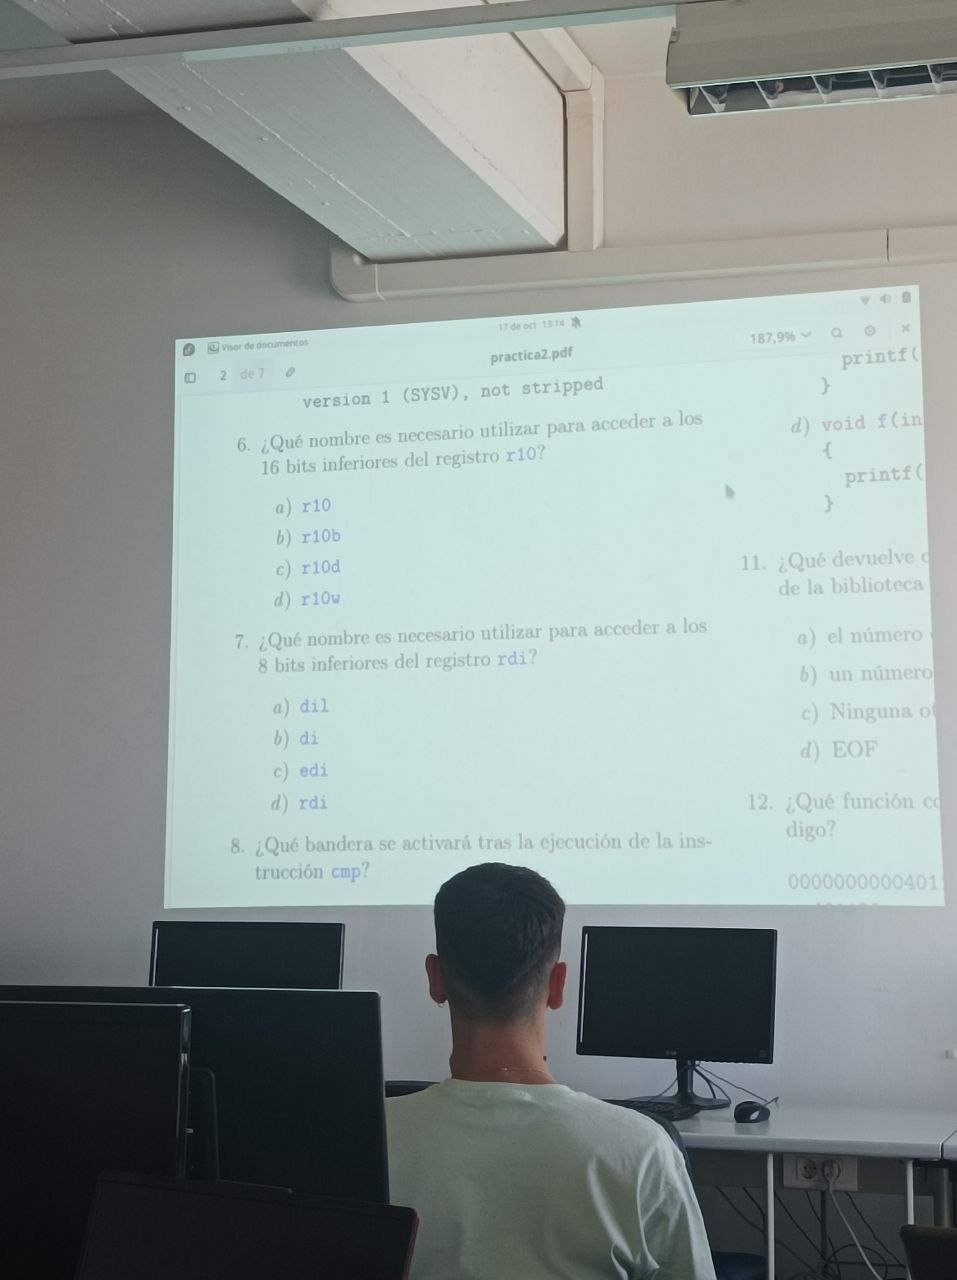 17 de oct 13:14
Visor de documentos
2 de 7
practica2.pdf
187,9%
version 1 (SYSV), not stripped
6. ¿Qué nombre es necesario utilizar para acceder a los
16 bits inferiores del registro r10?
a) r10
b) r10b
c) r10d
d) r10w
7. ¿Qué nombre es necesario utilizar para acceder a los
8 bits inferiores del registro rdi?
a) dil
b) di
c) edi
d) rdi
8. ¿Qué bandera se activará tras la ejecución de la ins-
trucción cmp?
printf(
}
d) void f(in
{
printf(
}
11. ¿Qué devuelve
de la biblioteca
a) el número
b) un número
c) Ninguna
d) EOF
12. ¿Qué función
digo?
0000000000401